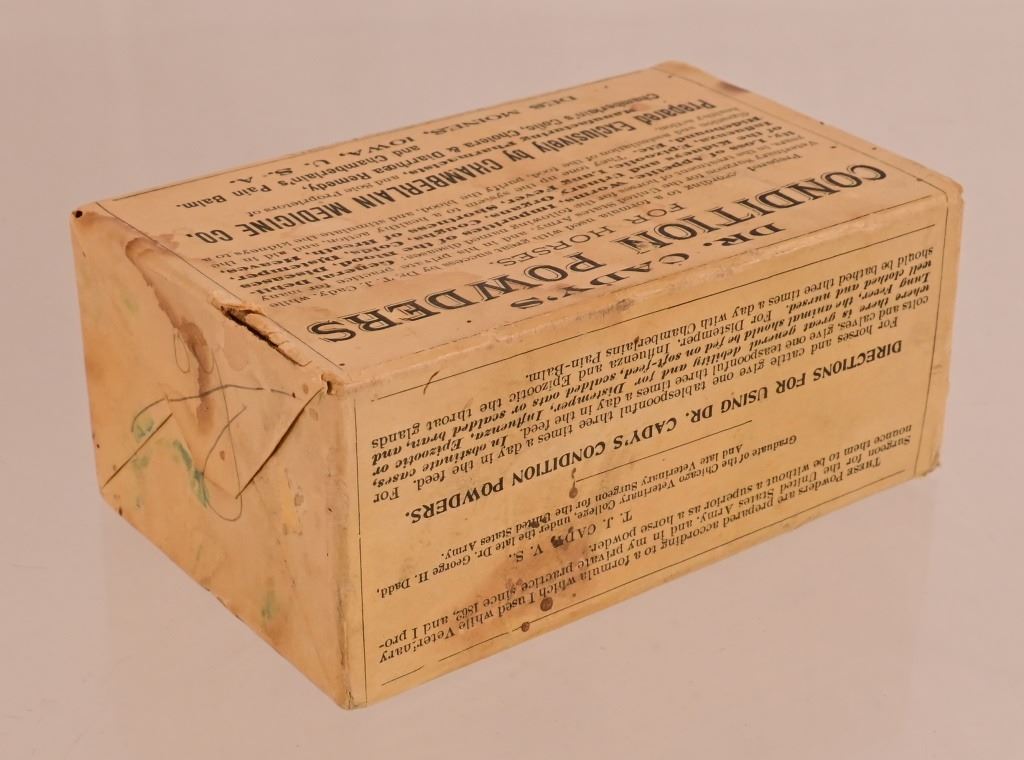 DR. CADY'S
CONDITION POWDERS
FOR HORSES.
Prepared Exclusively by CHAMBERLAIN MEDICINE CO,
Manufacturing Pharmacists, and Sole Proprietors of
Chamberlain's Colic, Cholera & Diarrhea Remedy,
and Chamberlain's Pain Balm.
DES MOINES, IOWA, U. S. A.
THESE Powders are prepared according to a formula which I used while Veterinary
Surgeon for the United States Army, and in my private practice since 1862, and I pro-
nounce them to be without a superior as a horse powder.
T. J. CADY, V. S.,
Graduate of the Chicago Veterinary College, under the late Dr. George H. Dadd,
And late Veterinary Surgeon for the United States Army.
DIRECTIONS FOR USING DR. CADY'S CONDITION POWDERS.
For horses and cattle give one tablespoonful three times a day in the feed. For
colts and calves give one teaspoonful three times a day in the feed. In obstinate cases,
where there is great general debility and for Distemper, Influenza, Epizootic or
Lung Fever, the animal should be fed on soft feed, scalded oats or scalded bran, and
well clothed and nursed. For Distemper, Influenza and Epizootic the throat glands
should be bathed three times a day with Chamberlains Pain-Balm.